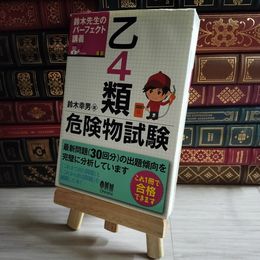 鈴木先生の
パーフェクト
講義
乙
4
類
鈴木幸男 著
危険物試験
最新問題(30回分)の出題傾向を
完璧に分析しています
これ1冊で
合格
できます
Ohmsha